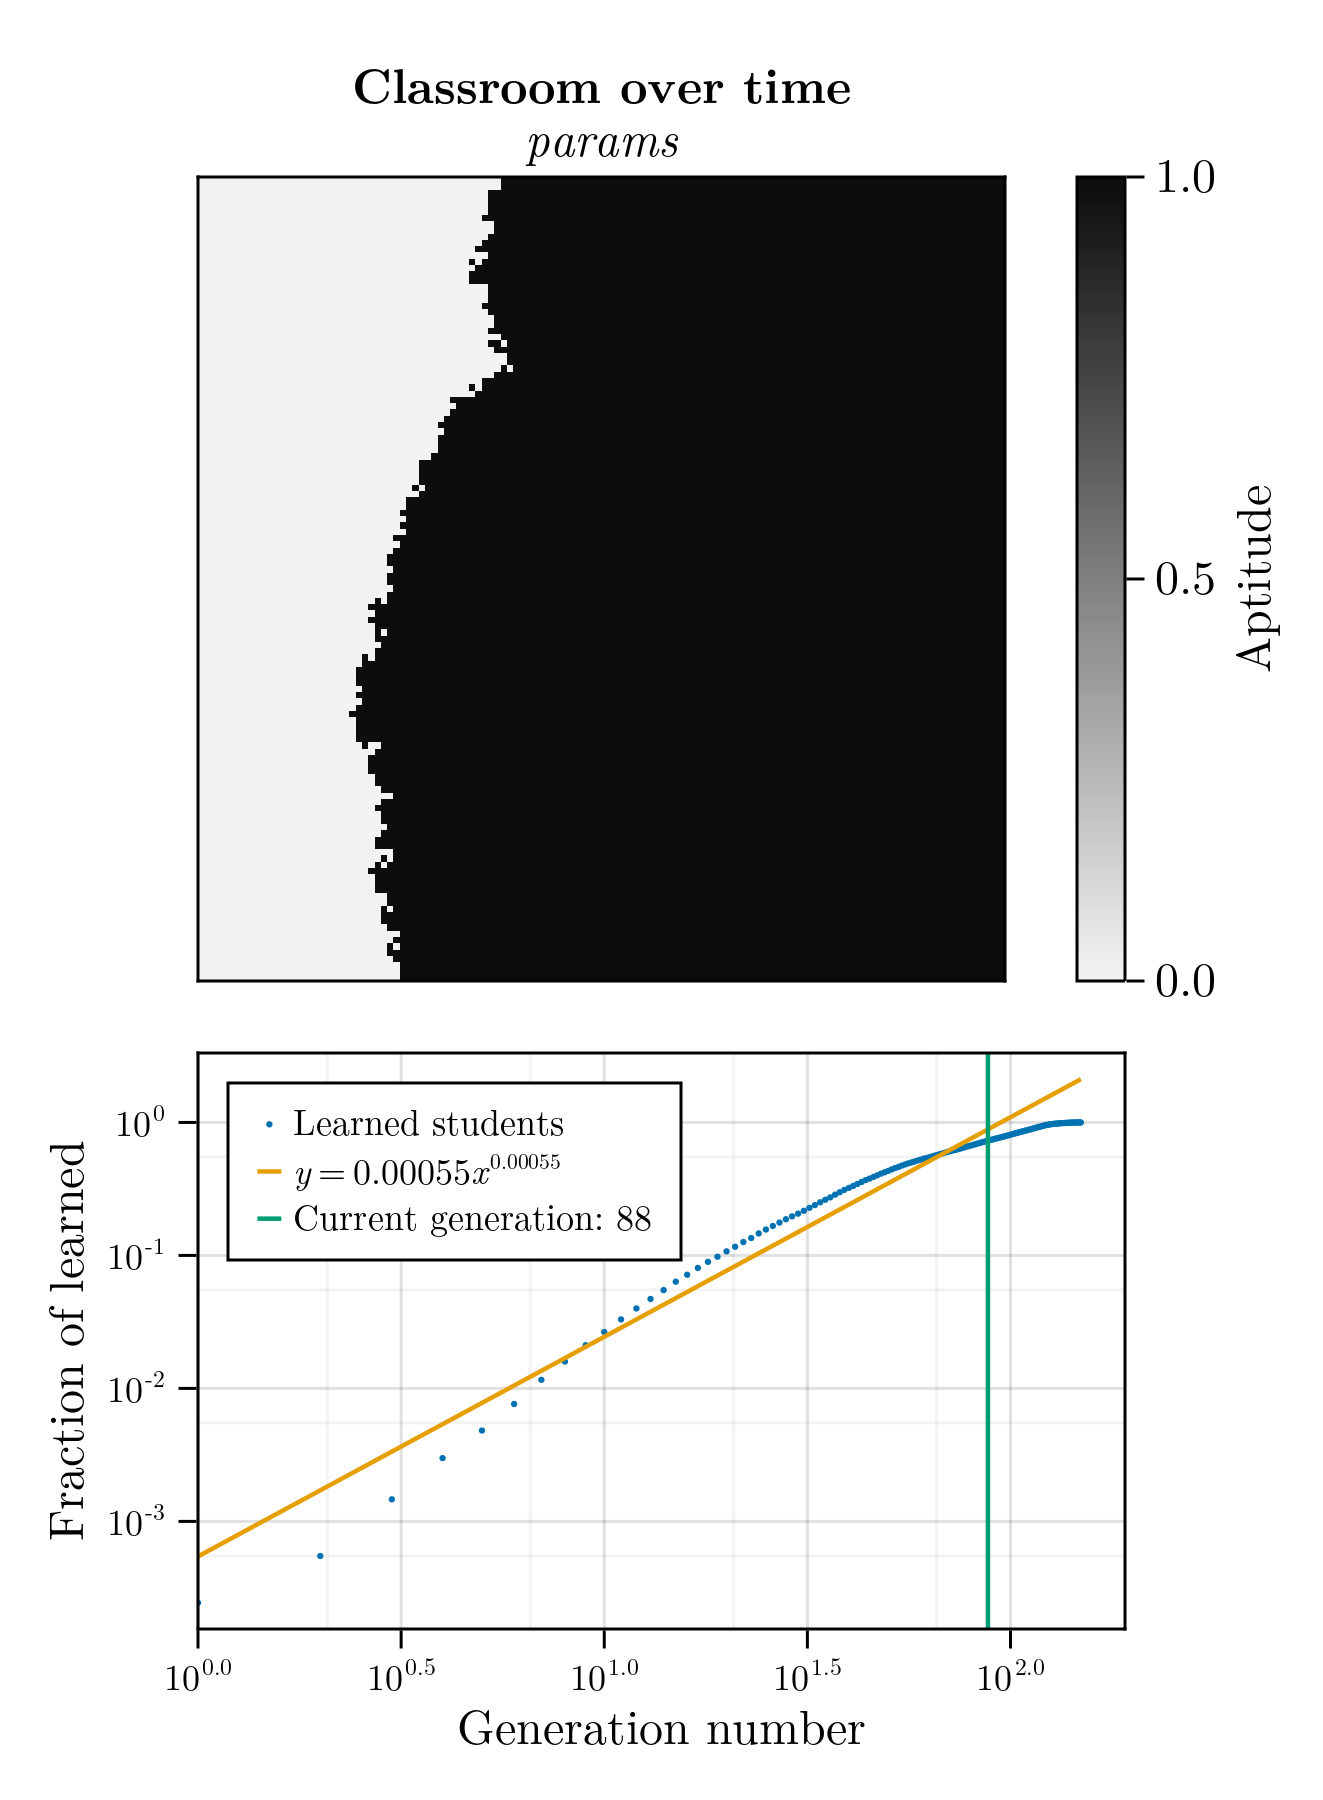 Classroom over time
params
1.0
0.5
0.0
Aptitude
10^0
10^-1
10^-2
10^-3
Fraction of learned
Learned students
y = 0.00055x^0.00055
Current generation: 88
10^0.0 10^0.5 10^1.0 10^1.5 10^2.0
Generation number